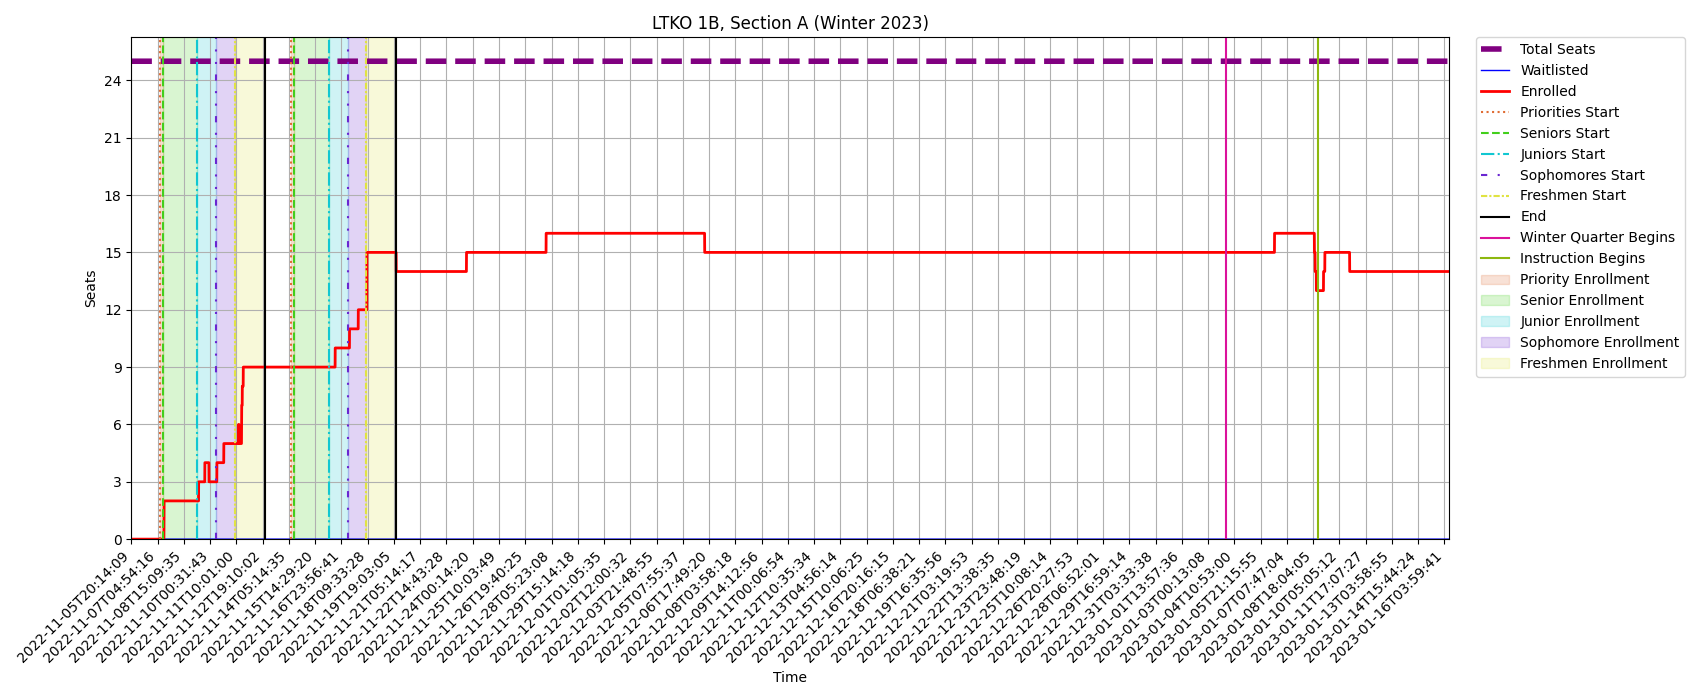 LTKO 1B, Section A (Winter 2023)
Total Seats
Waitlisted
Enrolled
Priorities Start
Seniors Start
Juniors Start
Sophomores Start
Freshmen Start
End
Winter Quarter Begins
Instruction Begins
Priority Enrollment
Senior Enrollment
Junior Enrollment
Sophomore Enrollment
Freshmen Enrollment
Seats
24
21
18
15
12
9
6
3
0
2022-11-05T20:14:09
2022-11-07T04:54:16
2022-11-08T15:09:35
2022-11-10T00:31:43
2022-11-11T10:01:00
2022-11-12T19:10:02
2022-11-14T05:14:35
2022-11-15T14:29:20
2022-11-16T23:56:41
2022-11-18T09:33:28
2022-11-19T19:03:05
2022-11-21T05:14:17
2022-11-22T14:43:28
2022-11-24T00:14:20
2022-11-25T10:03:49
2022-11-26T19:40:25
2022-11-28T05:23:08
2022-11-29T15:14:18
2022-12-01T01:05:35
2022-12-02T12:00:32
2022-12-03T21:48:55
2022-12-05T07:55:37
2022-12-06T17:49:20
2022-12-08T03:58:18
2022-12-09T14:12:56
2022-12-11T00:06:54
2022-12-12T10:35:34
2022-12-13T04:56:14
2022-12-15T10:06:25
2022-12-16T20:16:15
2022-12-18T06:38:21
2022-12-19T16:35:56
2022-12-21T03:19:53
2022-12-22T13:38:35
2022-12-23T23:48:19
2022-12-25T10:08:14
2022-12-26T20:27:53
2022-12-28T06:52:01
2022-12-29T16:59:14
2022-12-31T03:33:38
2023-01-01T13:57:36
2023-01-03T00:13:08
2023-01-04T10:53:00
2023-01-05T21:15:55
2023-01-07T07:47:04
2023-01-08T18:04:05
2023-01-10T05:05:12
2023-01-11T17:07:27
2023-01-13T03:58:55
2023-01-14T15:44:24
2023-01-16T03:59:41
Time